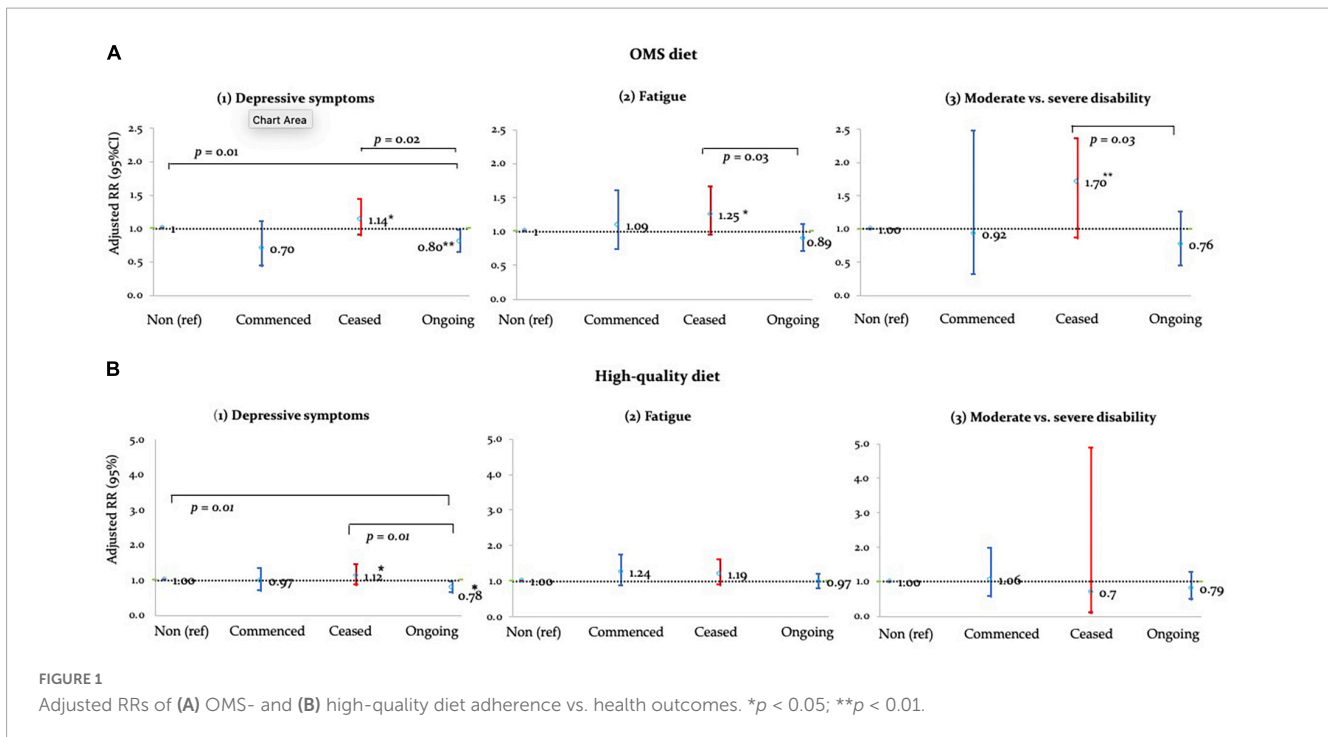 A
OMS diet
(1) Depressive symptoms
(2) Fatigue
(3) Moderate vs. severe disability
Chart Area
Adjusted RR (95%CI)
2.5
2.0
1.5
1.0
0.5
0.0
p = 0.01
p = 0.02
1
0.70
1.14*
0.80**
Non (ref) Commenced Ceased Ongoing
2.5
2.0
1.5
1.0
0.5
0.0
p = 0.03
1
1.09
1.25 *
0.89
Non (ref) Commenced Ceased Ongoing
2.5
2.0
1.5
1.0
0.5
0.0
p = 0.03
1.00
0.92
1.70**
0.76
Non (ref) Commenced Ceased Ongoing
B
High-quality diet
(1) Depressive symptoms
(2) Fatigue
(3) Moderate vs. severe disability
Adjusted RR (95%)
5.0
4.0
3.0
2.0
1.0
0.0
p = 0.01
p = 0.01
1.00
0.97
1.12 *
0.78 *
Non (ref) Commenced Ceased Ongoing
5.0
4.0
3.0
2.0
1.0
0.0
1.00
1.24
1.19
0.97
Non (ref) Commenced Ceased Ongoing
5.0
4.0
3.0
2.0
1.0
0.0
1.00
1.06
0.7
0.79
Non (ref) Commenced Ceased Ongoing
FIGURE 1
Adjusted RRs of (A) OMS- and (B) high-quality diet adherence vs. health outcomes. *p < 0.05; **p < 0.01.